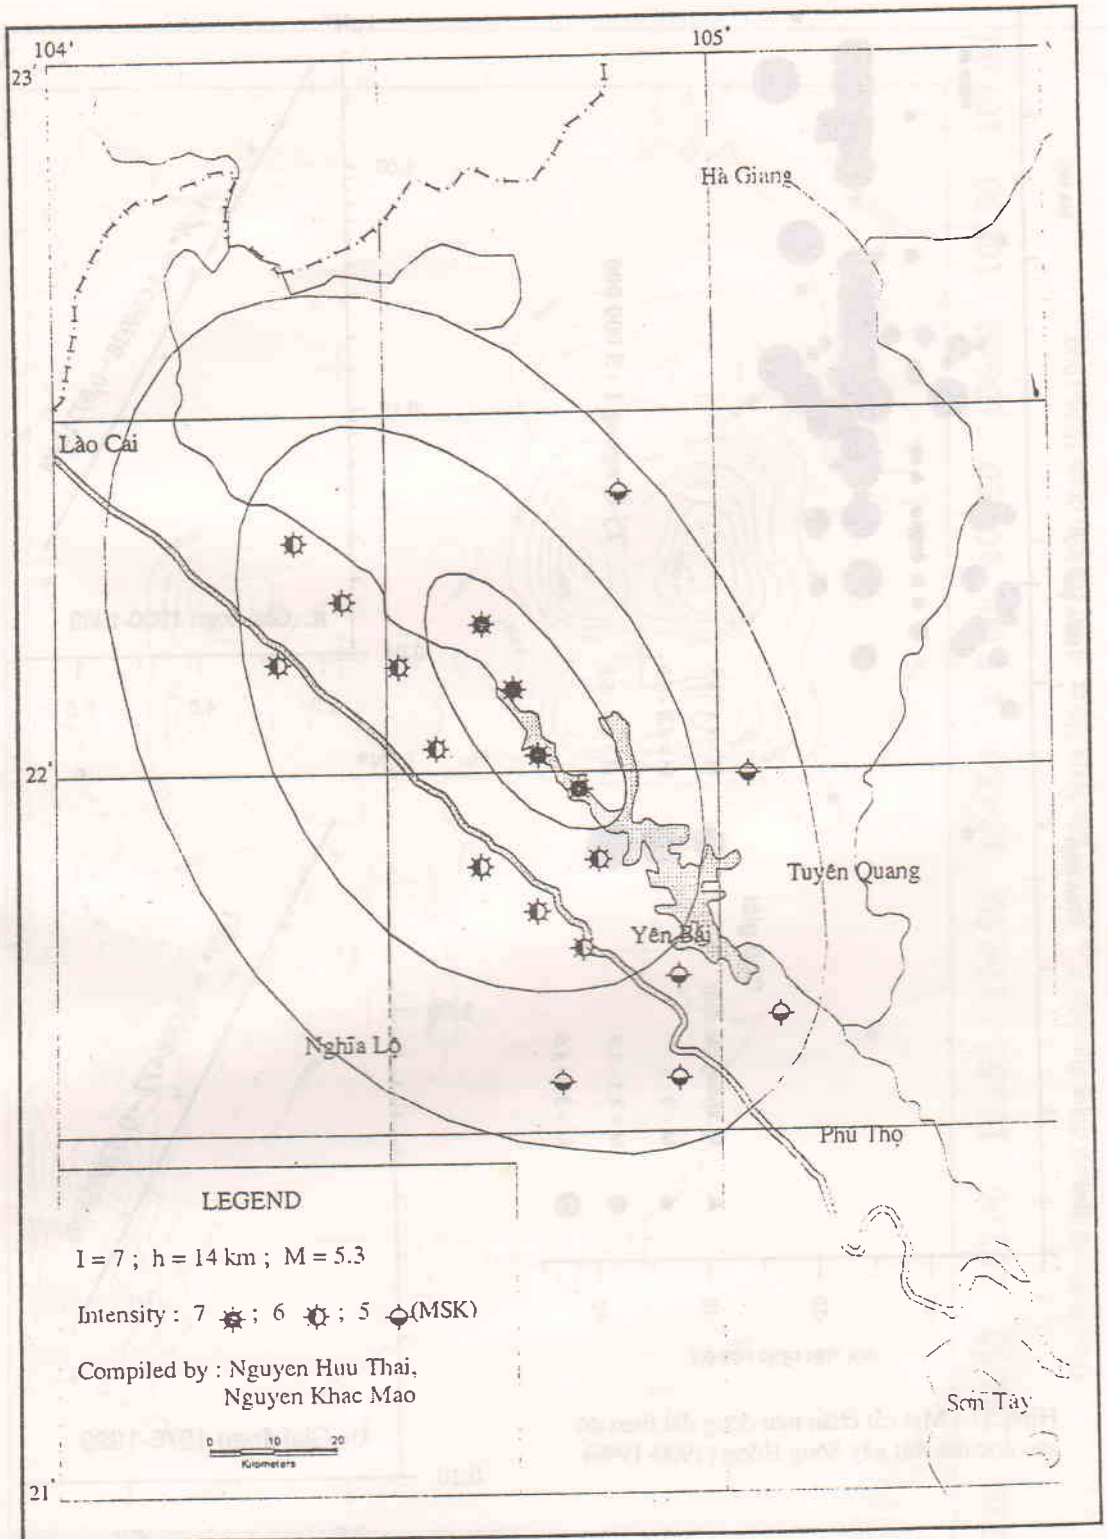 104°
105°
23°
Hà Giang
Lào Cai
22°
Tuyên Quang
Yên Bái
Nghĩa Lộ
Phú Thọ
LEGEND
I = 7 ; h = 14 km ; M = 5.3
Intensity : 7 ; 6 ; 5 (MSK)
Compiled by : Nguyen Huu Thai,
Nguyen Khac Mao
0 10 20
Kilometers
Sơn Tây
21°